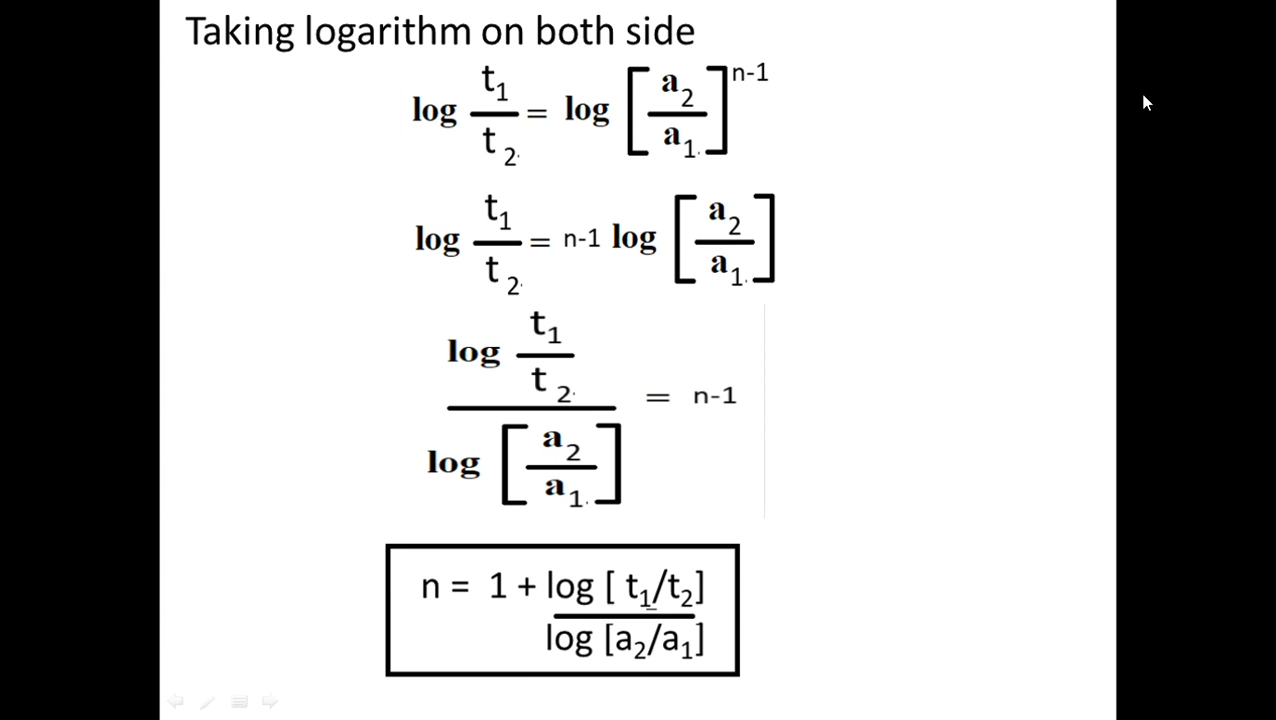 Taking logarithm on both side
log t₁/t₂. = log [a₂/a₁.]ⁿ⁻¹
log t₁/t₂. = n-1 log [a₂/a₁.]
log t₁/t₂.
= n-1
log [a₂/a₁.]
n = 1 + log [ t₁/t₂]
log [a₂/a₁]